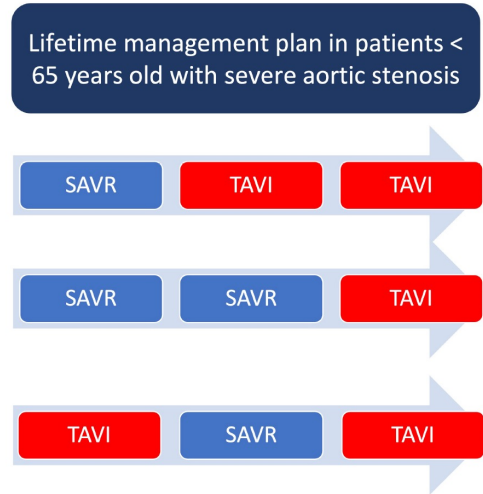 Lifetime management plan in patients <
65 years old with severe aortic stenosis
SAVR TAVI TAVI
SAVR SAVR TAVI
TAVI SAVR TAVI